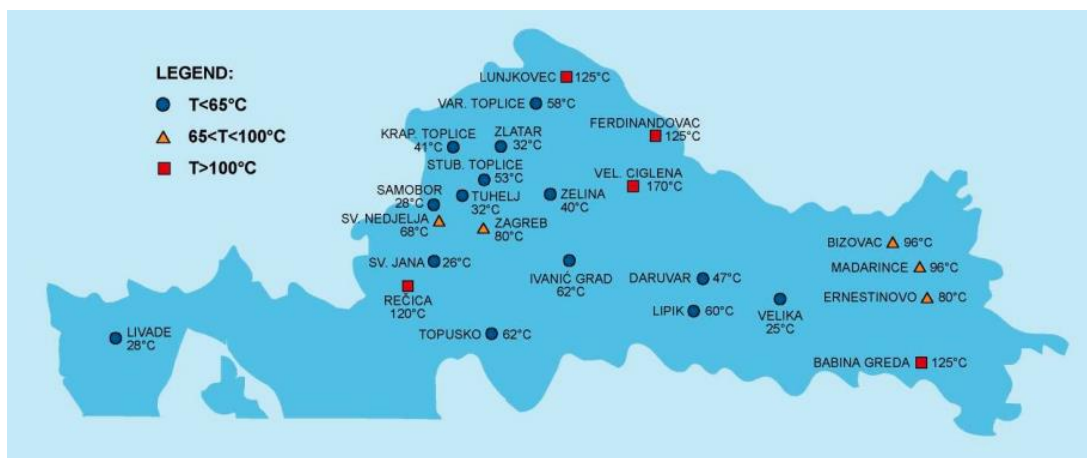 LEGEND:
T<65°C
65<T<100°C
T>100°C
LUNJKOVEC 125°C
VAR. TOPLICE 58°C
FERDINANDOVAC
125°C
KRAP. TOPLICE
41°C
ZLATAR
32°C
STUB. TOPLICE
53°C
VEL. CIGLENA
170°C
SAMOBOR
28°C
TUHELJ
32°C
ZELINA
40°C
SV. NEDJELJA
68°C
ZAGREB
80°C
BIZOVAC 96°C
SV. JANA 26°C
IVANIĆ GRAD
62°C
MADARINCE 96°C
DARUVAR 47°C
REČICA
120°C
ERNESTINOVO 80°C
LIPIK 60°C
VELIKA
25°C
LIVADE
28°C
TOPUSKO 62°C
BABINA GREDA 125°C